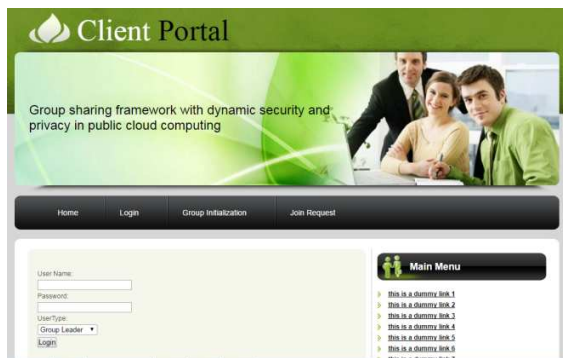 Client Portal
Group sharing framework with dynamic security and
privacy in public cloud computing
Home
Login
Group Initialization
Join Request
User Name:
Password:
UserType:
Group Leader
Login
Main Menu
this is a dummy link 1
this is a dummy link 2
this is a dummy link 3
this is a dummy link 4
this is a dummy link 5
this is a dummy link 6